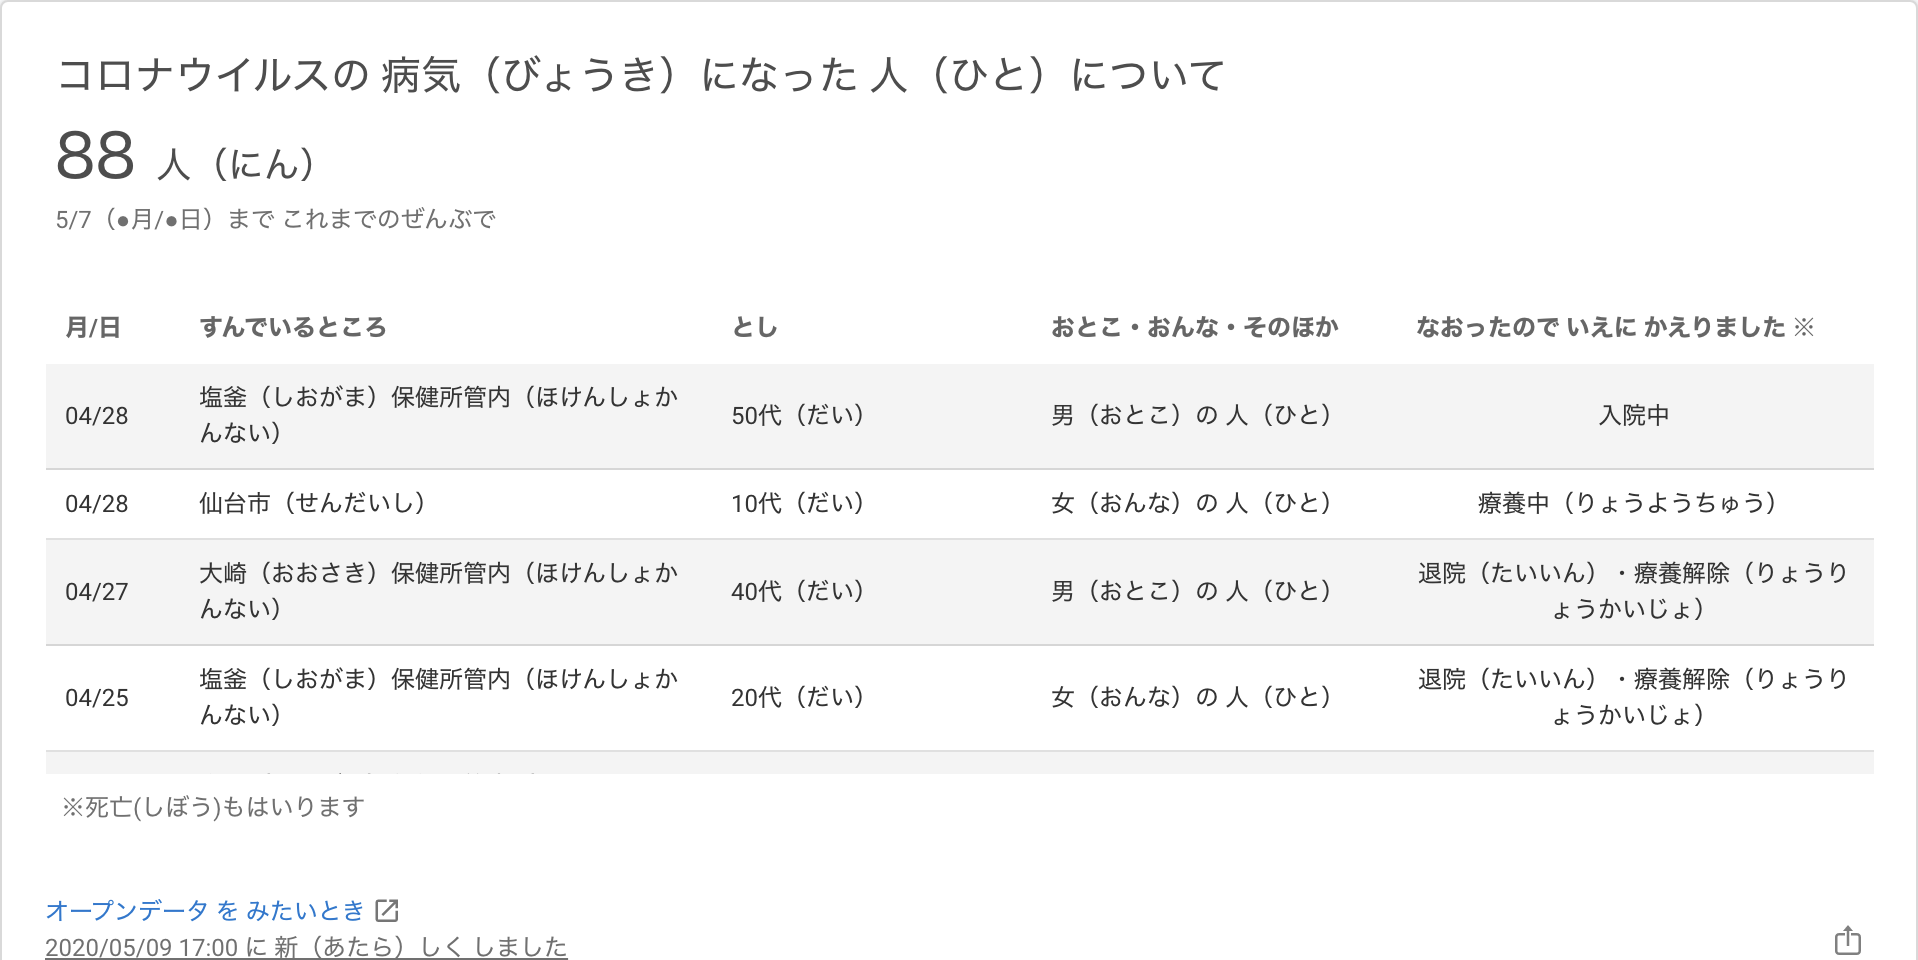 コロナウイルスの 病気（びょうき）になった 人（ひと）について
88 人（にん）
5/7（●月/●日）まで これまでのぜんぶで
月/日 すんでいるところ とし おとこ・おんな・そのほか なおったので いえに かえりました ※
04/28 塩釜（しおがま）保健所管内（ほけんしょか
んない） 50代（だい） 男（おとこ）の 人（ひと） 入院中
04/28 仙台市（せんだいし） 10代（だい） 女（おんな）の 人（ひと） 療養中（りょうようちゅう）
04/27 大崎（おおさき）保健所管内（ほけんしょか
んない） 40代（だい） 男（おとこ）の 人（ひと） 退院（たいいん）・療養解除（りょうり
ょうかいじょ）
04/25 塩釜（しおがま）保健所管内（ほけんしょか
んない） 20代（だい） 女（おんな）の 人（ひと） 退院（たいいん）・療養解除（りょうり
ょうかいじょ）
※死亡(しぼう)もはいります
オープンデータ を みたいとき
2020/05/09 17:00 に 新（あたら）しく しました